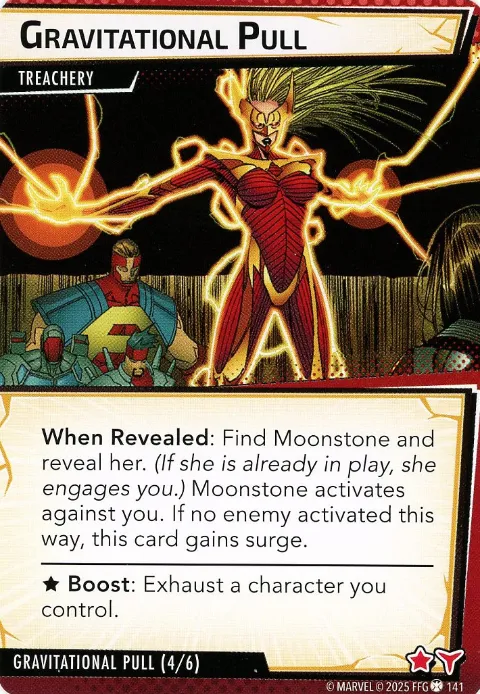 GRAVITATIONAL PULL
TREACHERY
When Revealed: Find Moonstone and
reveal her. (If she is already in play, she
engages you.) Moonstone activates
against you. If no enemy activated this
way, this card gains surge.
★ Boost: Exhaust a character you
control.
GRAVITATIONAL PULL (4/6)
© MARVEL © 2025 FFG 141